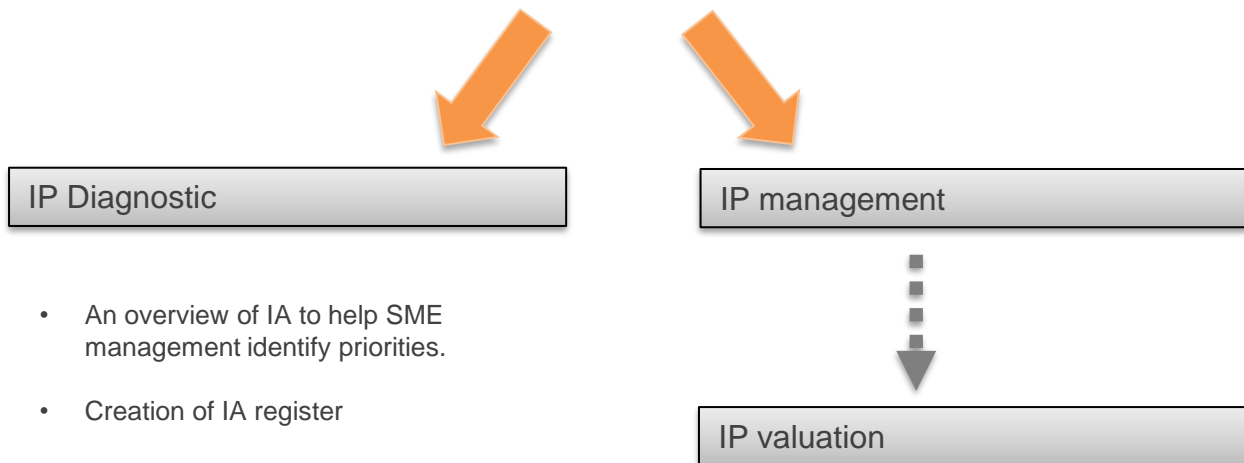 IP Diagnostic
• An overview of IA to help SME
management identify priorities.
• Creation of IA register
IP management
IP valuation